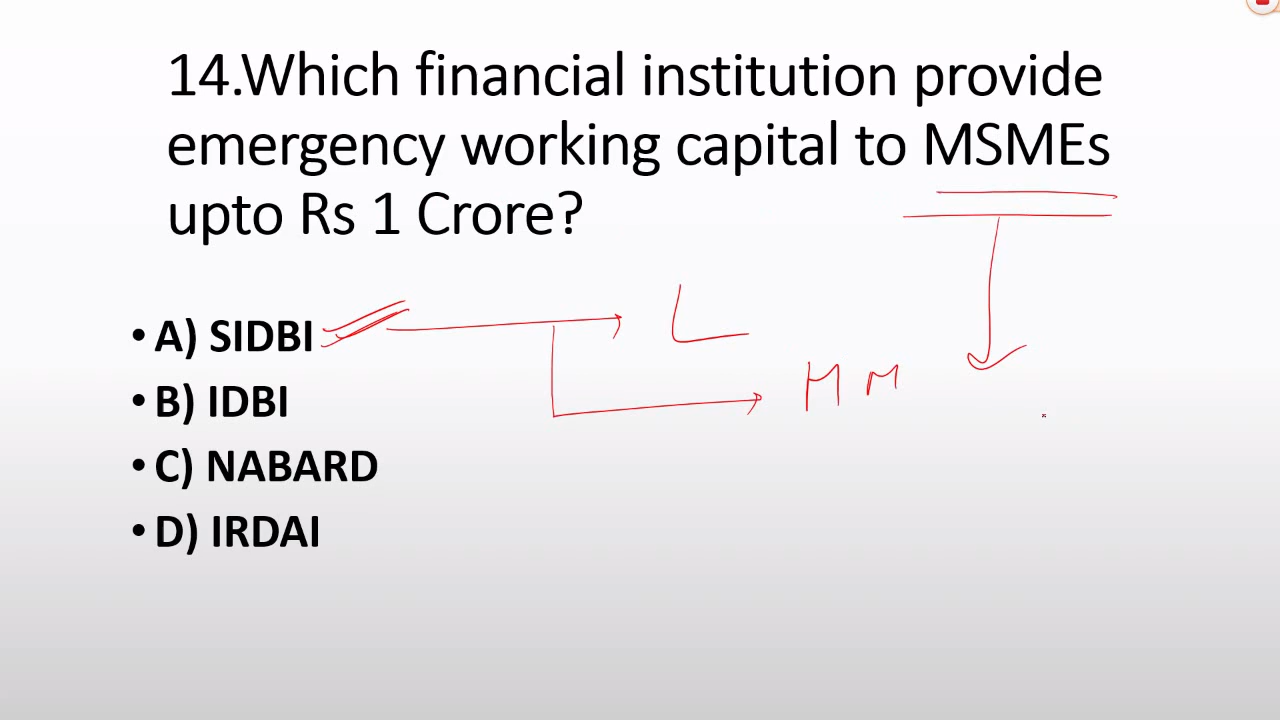 14.Which financial institution provide
emergency working capital to MSMEs
upto Rs 1 Crore?
• A) SIDBI
L
H M
• B) IDBI
• C) NABARD
• D) IRDAI